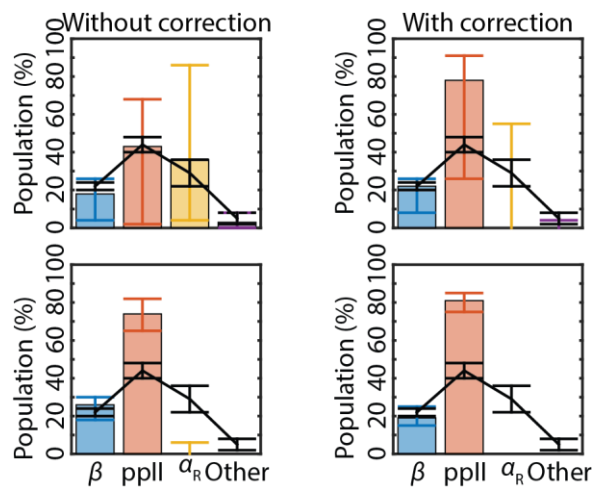 Without correction
With correction
Population (%)
0 20 40 60 80 100
Population (%)
0 20 40 60 80 100
Population (%)
0 20 40 60 80 100
β ppII αR Other
Population (%)
0 20 40 60 80 100
β ppII αR Other